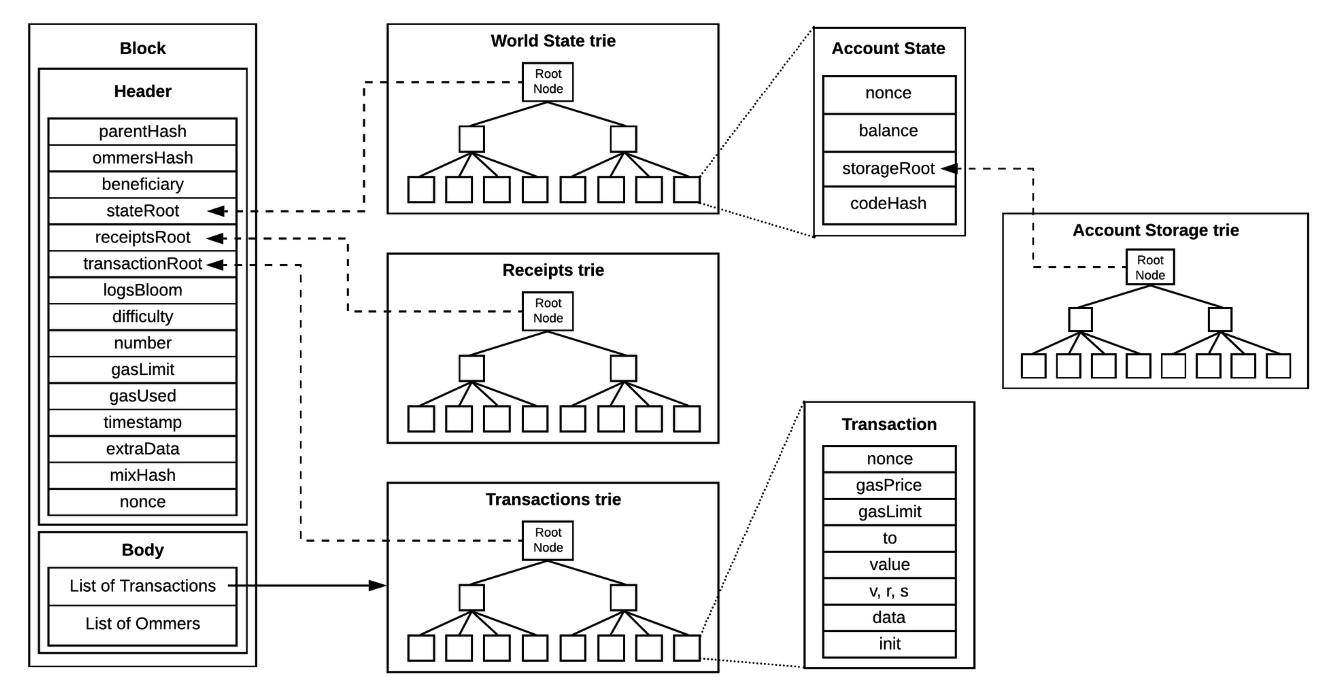 Block
Header
parentHash
ommersHash
beneficiary
stateRoot
receiptsRoot
transactionRoot
logsBloom
difficulty
number
gasLimit
gasUsed
timestamp
extraData
mixHash
nonce
Body
List of Transactions
List of Ommers
World State trie
Root
Node
Receipts trie
Root
Node
Transactions trie
Root
Node
Account State
nonce
balance
storageRoot
codeHash
Account Storage trie
Root
Node
Transaction
nonce
gasPrice
gasLimit
to
value
v, r, s
data
init